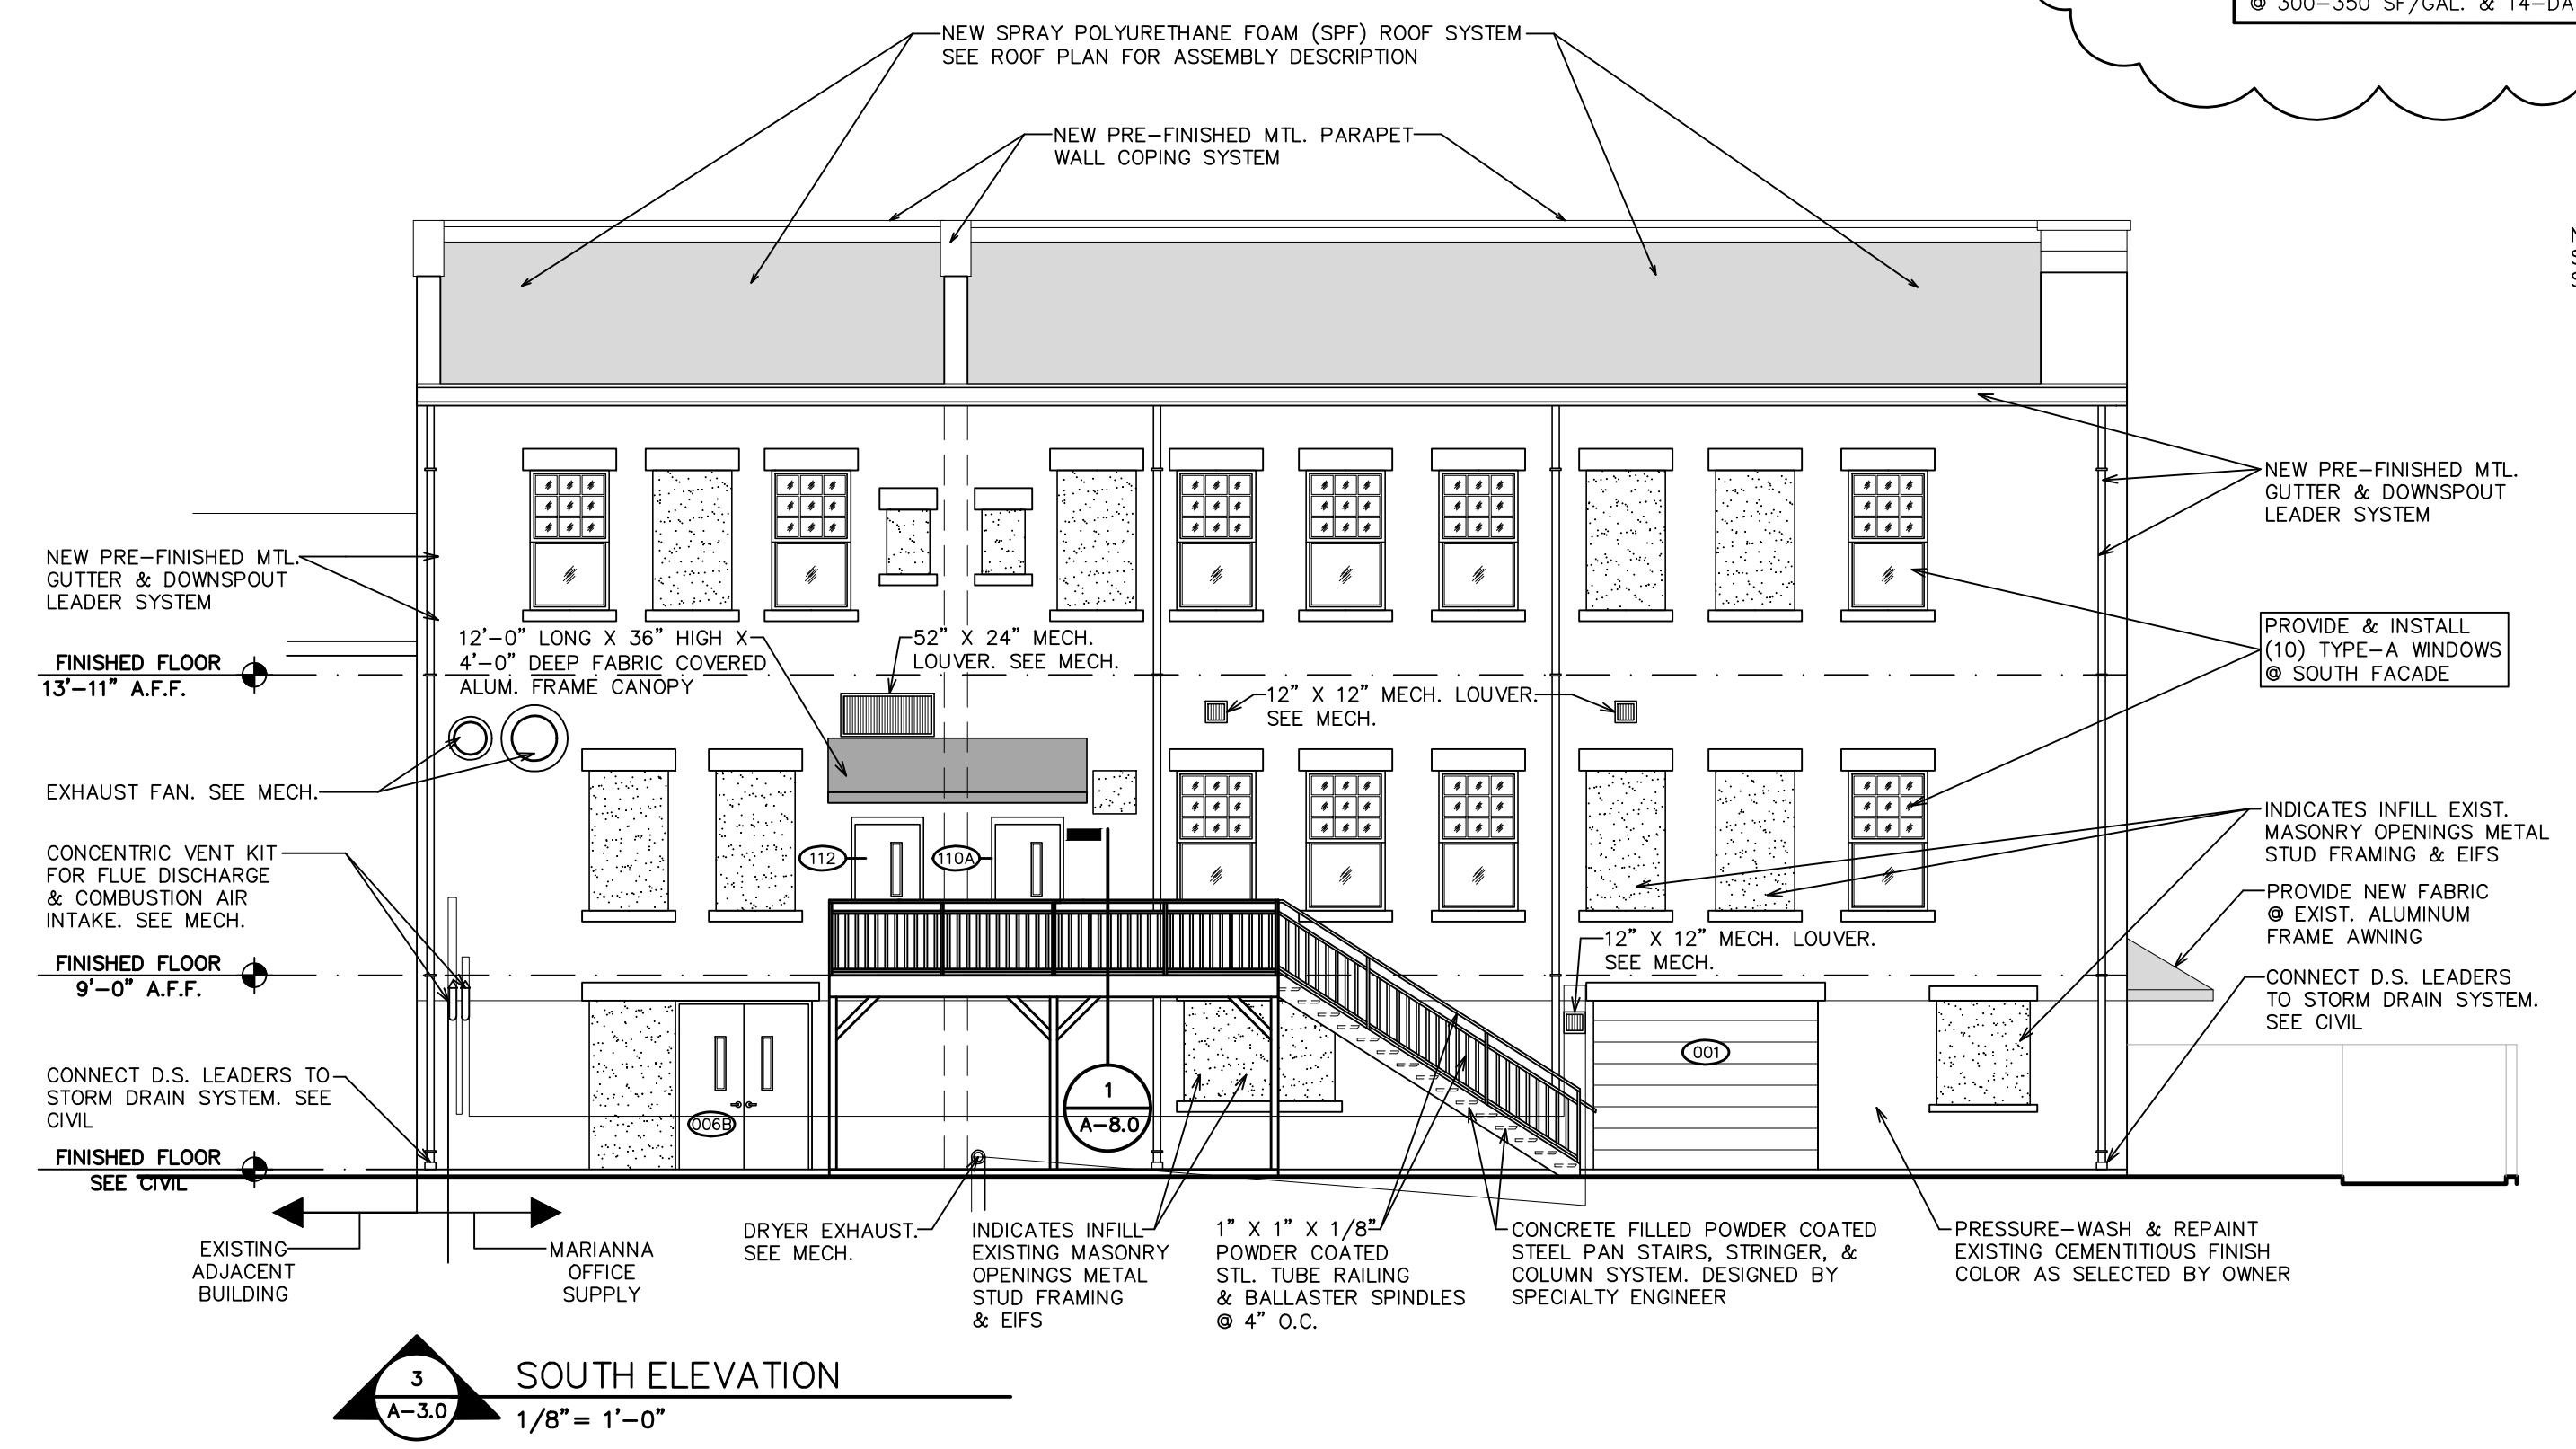 @ 300-350 SF/GAL. & 14-DA
NEW SPRAY POLYURETHANE FOAM (SPF) ROOF SYSTEM
SEE ROOF PLAN FOR ASSEMBLY DESCRIPTION
NEW PRE-FINISHED MTL. PARAPET
WALL COPING SYSTEM
NEW PRE-FINISHED MTL.
GUTTER & DOWNSPOUT
LEADER SYSTEM
NEW PRE-FINISHED MTL.
GUTTER & DOWNSPOUT
LEADER SYSTEM
12'-0" LONG X 36" HIGH X
4'-0" DEEP FABRIC COVERED
ALUM. FRAME CANOPY
52" X 24" MECH.
LOUVER. SEE MECH.
12" X 12" MECH. LOUVER.
SEE MECH.
PROVIDE & INSTALL
(10) TYPE-A WINDOWS
@ SOUTH FACADE
FINISHED FLOOR
13'-11" A.F.F.
EXHAUST FAN. SEE MECH.
CONCENTRIC VENT KIT
FOR FLUE DISCHARGE
& COMBUSTION AIR
INTAKE. SEE MECH.
112
110A
INDICATES INFILL EXIST.
MASONRY OPENINGS METAL
STUD FRAMING & EIFS
PROVIDE NEW FABRIC
@ EXIST. ALUMINUM
FRAME AWNING
12" X 12" MECH. LOUVER.
SEE MECH.
FINISHED FLOOR
9'-0" A.F.F.
CONNECT D.S. LEADERS
TO STORM DRAIN SYSTEM.
SEE CIVIL
001
CONNECT D.S. LEADERS TO
STORM DRAIN SYSTEM. SEE
CIVIL
006B
1
A-8.0
FINISHED FLOOR
SEE CIVIL
EXISTING
ADJACENT
BUILDING
MARIANNA
OFFICE
SUPPLY
DRYER EXHAUST.
SEE MECH.
INDICATES INFILL
EXISTING MASONRY
OPENINGS METAL
STUD FRAMING
& EIFS
1" X 1" X 1/8"
POWDER COATED
STL. TUBE RAILING
& BALLASTER SPINDLES
@ 4" O.C.
CONCRETE FILLED POWDER COATED
STEEL PAN STAIRS, STRINGER, &
COLUMN SYSTEM. DESIGNED BY
SPECIALTY ENGINEER
PRESSURE-WASH & REPAINT
EXISTING CEMENTITIOUS FINISH
COLOR AS SELECTED BY OWNER
3
A-3.0
SOUTH ELEVATION
1/8"= 1'-0"